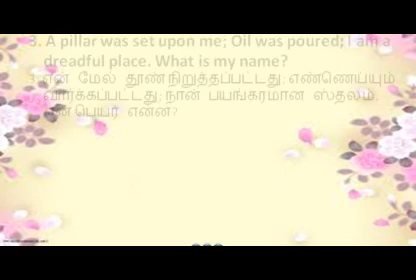 3. A pillar was set upon me; Oil was poured; I am a
dreadful place. What is my name?
3. என் மேல் தூண் நிறுத்தப்பட்டது; எண்ணெய்யும்
வார்க்கப்பட்டது; நான் பயங்கரமான ஸ்தலம்.
என் பெயர் என்ன?